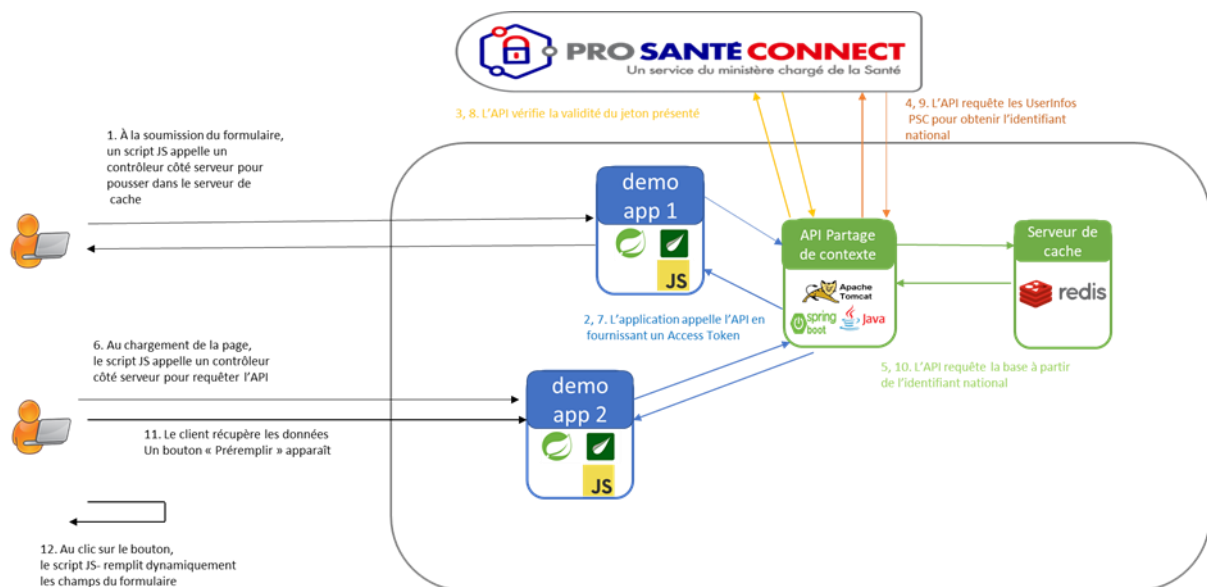 PRO SANTÉ CONNECT
Un service du ministère chargé de la Santé
3, 8. L'API vérifie la validité du jeton présenté
4, 9. L'API requête les UserInfos
PSC pour obtenir l'identifiant
national
1. À la soumission du formulaire,
un script JS appelle un
contrôleur côté serveur pour
pousser dans le serveur de
cache
demo
app 1
JS
API Partage
de contexte
Apache
Tomcat
spring
boot
Java
Serveur de
cache
redis
2, 7. L'application appelle l'API en
fournissant un Access Token
6. Au chargement de la page,
le script JS appelle un contrôleur
côté serveur pour requêter l'API
5, 10. L'API requête la base à partir
de l'identifiant national
demo
app 2
JS
11. Le client récupère les données
Un bouton « Préremplir » apparaît
12. Au clic sur le bouton,
le script JS- remplit dynamiquement
les champs du formulaire